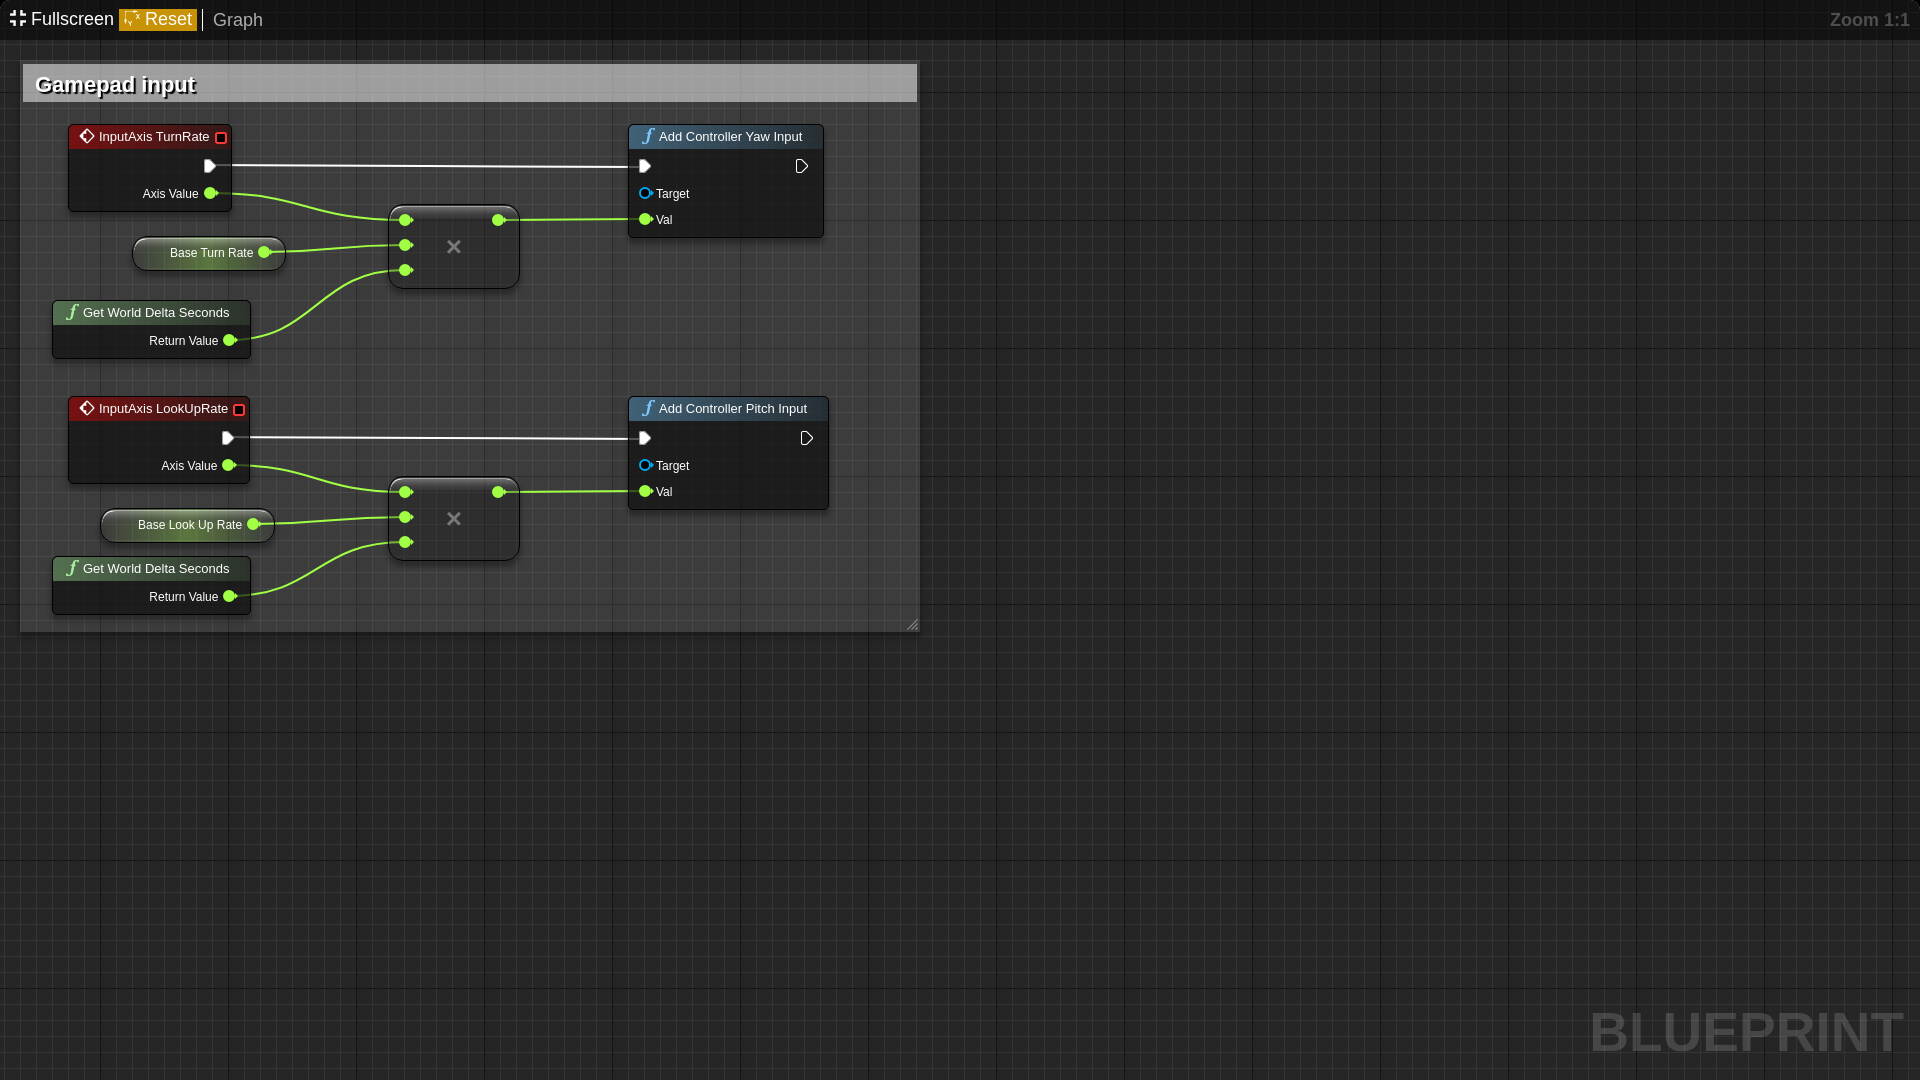 Fullscreen Reset Graph Zoom 1:1
Gamepad input
InputAxis TurnRate
Axis Value
Base Turn Rate
Get World Delta Seconds
Return Value
×
Add Controller Yaw Input
Target
Val
InputAxis LookUpRate
Axis Value
Base Look Up Rate
Get World Delta Seconds
Return Value
×
Add Controller Pitch Input
Target
Val
BLUEPRINT